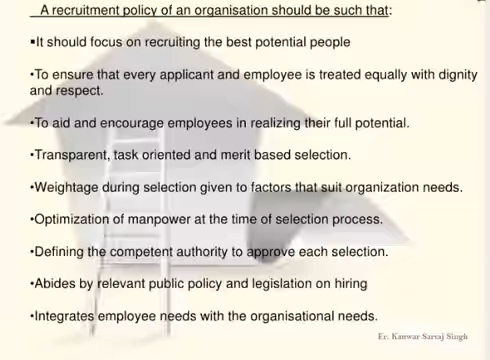 A recruitment policy of an organisation should be such that:
▪It should focus on recruiting the best potential people
•To ensure that every applicant and employee is treated equally with dignity
and respect.
•To aid and encourage employees in realizing their full potential.
•Transparent, task oriented and merit based selection.
•Weightage during selection given to factors that suit organization needs.
•Optimization of manpower at the time of selection process.
•Defining the competent authority to approve each selection.
•Abides by relevant public policy and legislation on hiring
•Integrates employee needs with the organisational needs.
Er. Kanwar Sarraj Singh